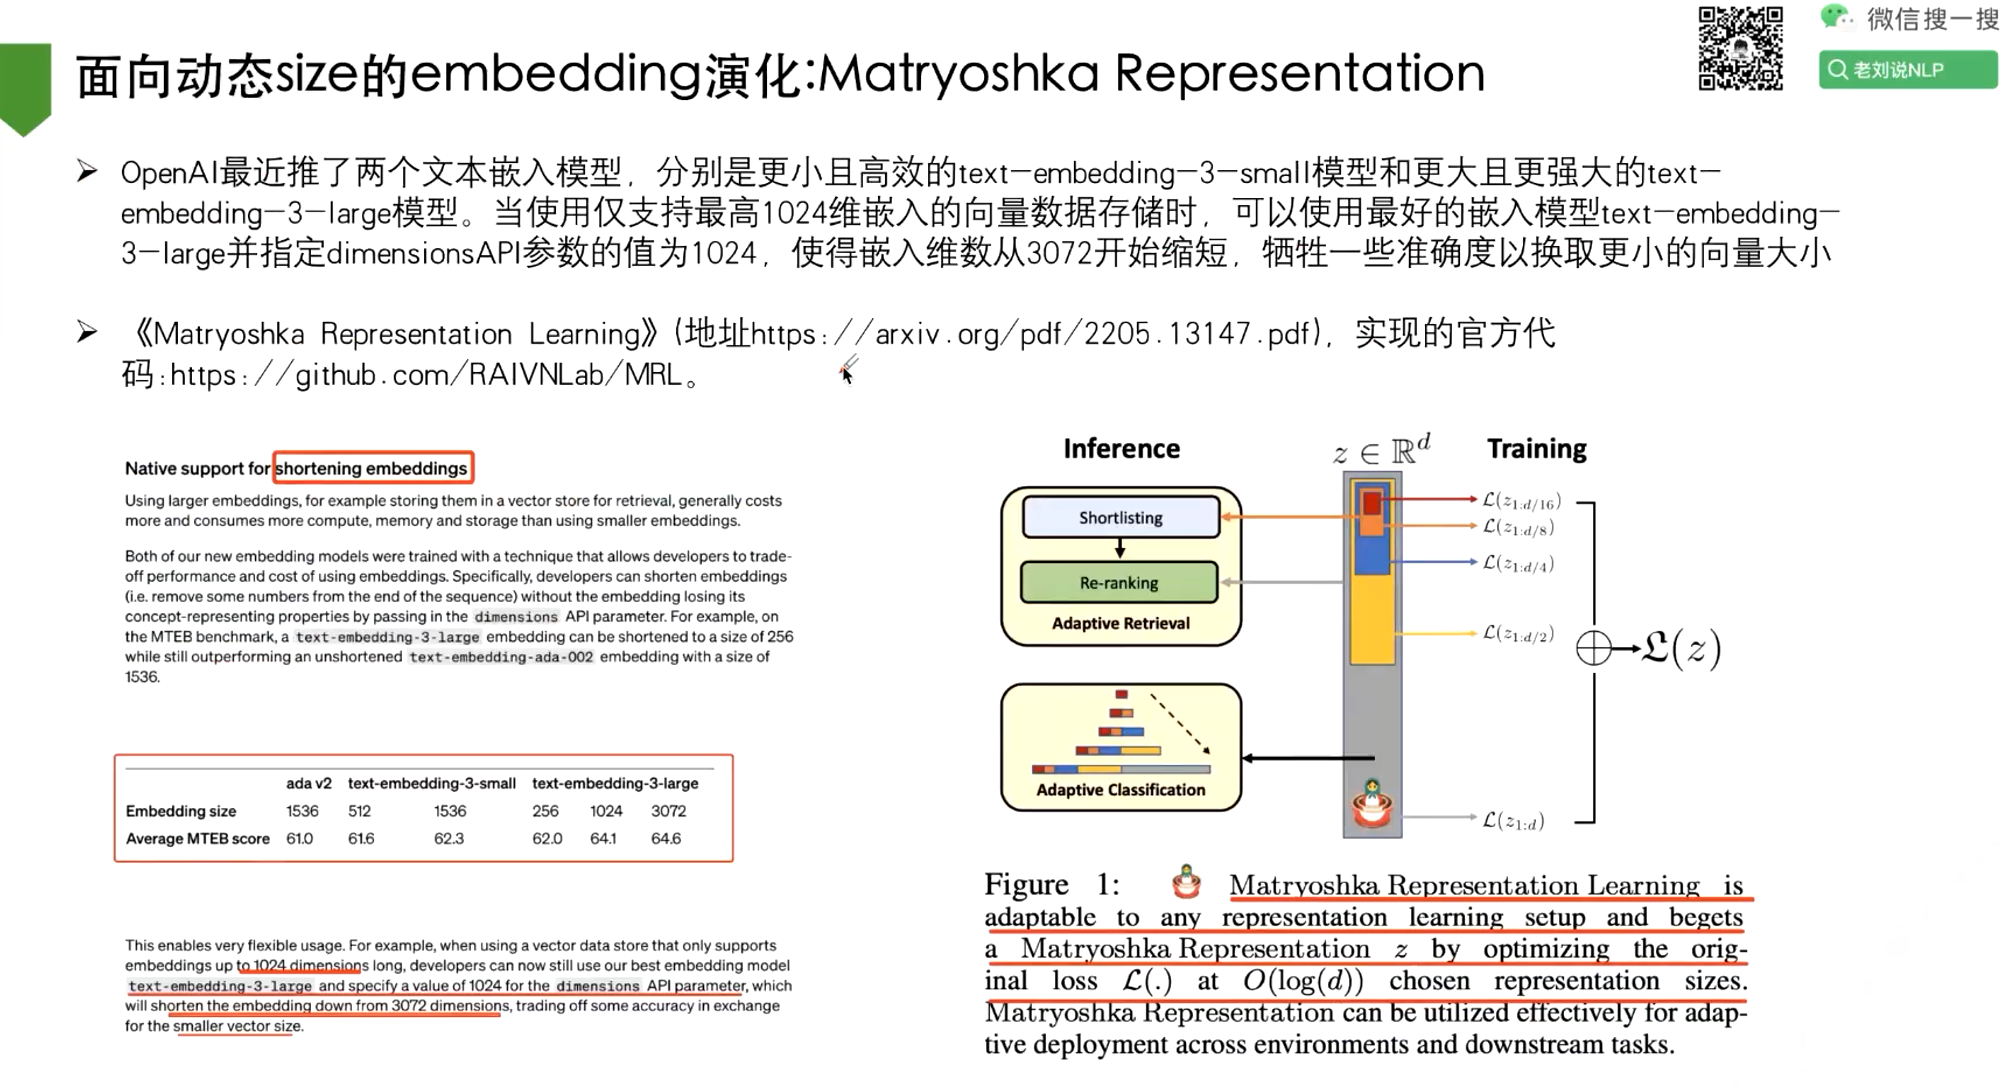 微信搜一搜
老刘说NLP
面向动态size的embedding演化:Matryoshka Representation
OpenAI最近推了两个文本嵌入模型，分别是更小且高效的text-embedding-3-small模型和更大且更强大的text-
embedding-3-large模型。当使用仅支持最高1024维嵌入的向量数据存储时，可以使用最好的嵌入模型text-embedding-
3-large并指定dimensionsAPI参数的值为1024，使得嵌入维数从3072开始缩短，牺牲一些准确度以换取更小的向量大小
《Matryoshka Representation Learning》(地址https://arxiv.org/pdf/2205.13147.pdf)，实现的官方代
码:https://github.com/RAIVNLab/MRL。
Native support for shortening embeddings
Using larger embeddings, for example storing them in a vector store for retrieval, generally costs
more and consumes more compute, memory and storage than using smaller embeddings.
Both of our new embedding models were trained with a technique that allows developers to trade-
off performance and cost of using embeddings. Specifically, developers can shorten embeddings
(i.e. remove some numbers from the end of the sequence) without the embedding losing its
concept-representing properties by passing in the dimensions API parameter. For example, on
the MTEB benchmark, a text-embedding-3-large embedding can be shortened to a size of 256
while still outperforming an unshortened text-embedding-ada-002 embedding with a size of
1536.
ada v2 text-embedding-3-small text-embedding-3-large
Embedding size 1536 512 1536 256 1024 3072
Average MTEB score 61.0 61.6 62.3 62.0 64.1 64.6
This enables very flexible usage. For example, when using a vector data store that only supports
embeddings up to 1024 dimensions long, developers can now still use our best embedding model
text-embedding-3-large and specify a value of 1024 for the dimensions API parameter, which
will shorten the embedding down from 3072 dimensions, trading off some accuracy in exchange
for the smaller vector size.
Inference
z ∈ ℝ^d
Training
Shortlisting
Re-ranking
Adaptive Retrieval
Adaptive Classification
ℒ(z_{1:d/16})
ℒ(z_{1:d/8})
ℒ(z_{1:d/4})
ℒ(z_{1:d/2})
𝕷(z)
ℒ(z_{1:d})
Figure 1: Matryoshka Representation Learning is
adaptable to any representation learning setup and begets
a Matryoshka Representation z by optimizing the orig-
inal loss ℒ(.) at O(log(d)) chosen representation sizes.
Matryoshka Representation can be utilized effectively for adap-
tive deployment across environments and downstream tasks.